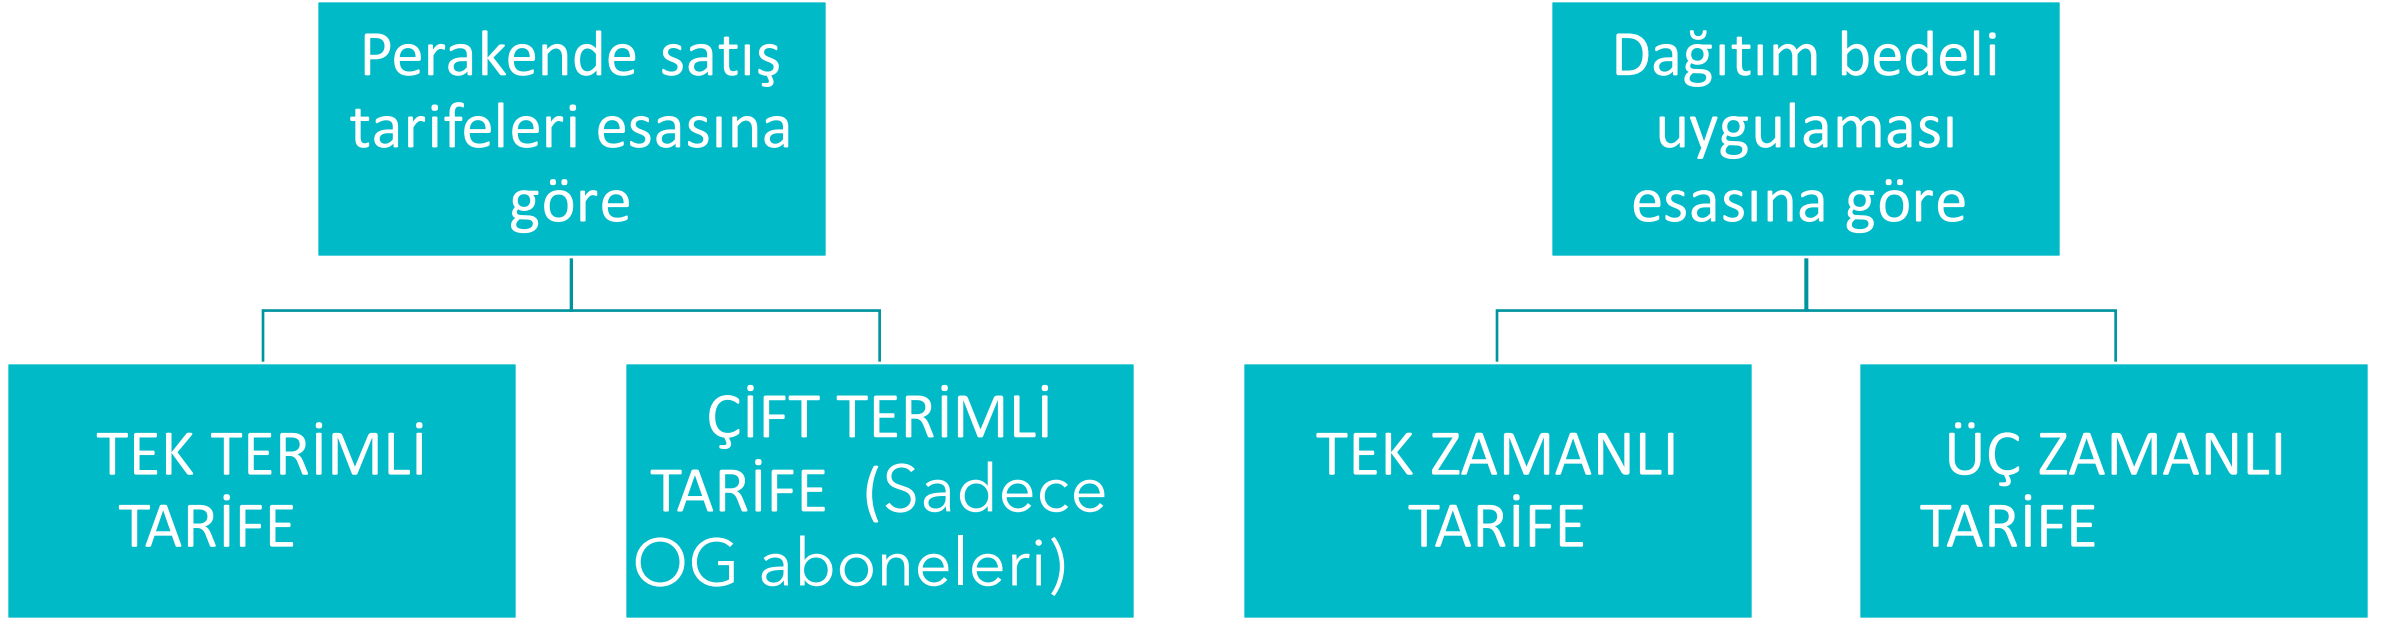 Perakende satış
tarifeleri esasına
göre
TEK TERİMLİ
TARİFE
ÇİFT TERİMLİ
TARİFE (Sadece
OG aboneleri)
Dağıtım bedeli
uygulaması
esasına göre
TEK ZAMANLI
TARİFE
ÜÇ ZAMANLI
TARİFE